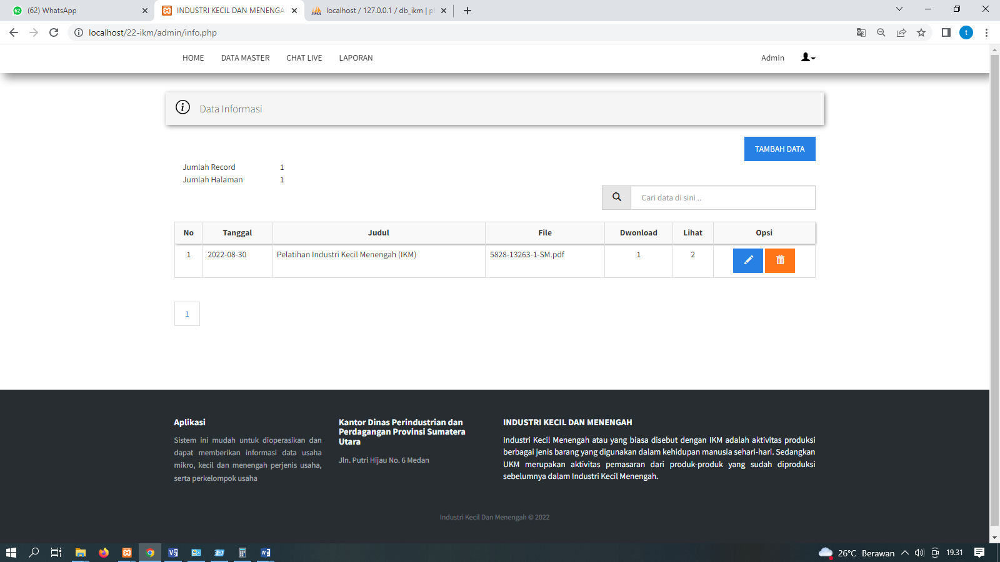 (62) WhatsApp
INDUSTRI KECIL DAN MENENGA
localhost / 127.0.0.1 / db_ikm | p
localhost/22-ikm/admin/info.php
t
HOME DATA MASTER CHAT LIVE LAPORAN Admin
Data Informasi
TAMBAH DATA
Jumlah Record 1
Jumlah Halaman 1
Cari data di sini ..
No Tanggal Judul File Dwonload Lihat Opsi
1 2022-08-30 Pelatihan Industri Kecil Menengah (IKM) 5828-13263-1-SM.pdf 1 2
1
Aplikasi
Sistem ini mudah untuk dioperasikan dan
dapat memberikan informasi data usaha
mikro, kecil dan menengah perjenis usaha,
serta perkelompok usaha
Kantor Dinas Perindustrian dan
Perdagangan Provinsi Sumatera
Utara
Jln. Putri Hijau No. 6 Medan
INDUSTRI KECIL DAN MENENGAH
Industri Kecil Menengah atau yang biasa disebut dengan IKM adalah aktivitas produksi
berbagai jenis barang yang digunakan dalam kehidupan manusia sehari-hari. Sedangkan
UKM merupakan aktivitas pemasaran dari produk-produk yang sudah diproduksi
sebelumnya dalam Industri Kecil Menengah.
Industri Kecil Dan Menengah © 2022
26°C Berawan 19.31